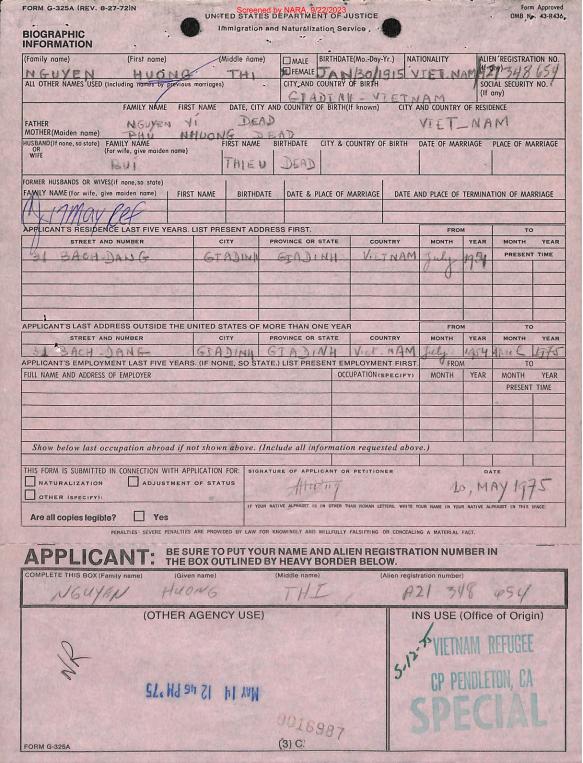 FORM G-325A (REV. 8-27-72)N
Screened by NARA, 9/22/2023
Form Approved
OMB No. 43-R436
UNITED STATES DEPARTMENT OF JUSTICE
Immigration and Naturalization Service
BIOGRAPHIC
INFORMATION
(Family name) (First name) (Middle name) MALE FEMALE BIRTHDATE(Mo.-Day-Yr.) NATIONALITY ALIEN REGISTRATION NO.
NGUYEN HUONG THI JAN/30/1915 VIET.NAM A21 348 654
ALL OTHER NAMES USED (Including names by previous marriages) CITY AND COUNTRY OF BIRTH SOCIAL SECURITY NO. (If any)
GIADINH - VIETNAM
FAMILY NAME FIRST NAME DATE, CITY AND COUNTRY OF BIRTH(If known) CITY AND COUNTRY OF RESIDENCE
FATHER NGUYEN VI DEAD VIET_NAM
MOTHER(Maiden name) PHU NHUONG DEAD
HUSBAND(If none, so state) OR WIFE FAMILY NAME (For wife, give maiden name) FIRST NAME BIRTHDATE CITY & COUNTRY OF BIRTH DATE OF MARRIAGE PLACE OF MARRIAGE
BUI THIEU DEAD
FORMER HUSBANDS OR WIVES(if none, so state)
FAMILY NAME (For wife, give maiden name) FIRST NAME BIRTHDATE DATE & PLACE OF MARRIAGE DATE AND PLACE OF TERMINATION OF MARRIAGE
17 May Ref
APPLICANT'S RESIDENCE LAST FIVE YEARS. LIST PRESENT ADDRESS FIRST. FROM TO
STREET AND NUMBER CITY PROVINCE OR STATE COUNTRY MONTH YEAR MONTH YEAR
PRESENT TIME
31 BACH-DANG GIADINH GIADINH VIETNAM July 1954
APPLICANT'S LAST ADDRESS OUTSIDE THE UNITED STATES OF MORE THAN ONE YEAR FROM TO
STREET AND NUMBER CITY PROVINCE OR STATE COUNTRY MONTH YEAR MONTH YEAR
31 BACH-DANG GIADINH GIADINH VIET.NAM July 1954 1975
APPLICANT'S EMPLOYMENT LAST FIVE YEARS. (IF NONE, SO STATE.) LIST PRESENT EMPLOYMENT FIRST. FROM TO
FULL NAME AND ADDRESS OF EMPLOYER OCCUPATION (SPECIFY) MONTH YEAR MONTH YEAR
PRESENT TIME
Show below last occupation abroad if not shown above. (Include all information requested above.)
THIS FORM IS SUBMITTED IN CONNECTION WITH APPLICATION FOR: SIGNATURE OF APPLICANT OR PETITIONER DATE
NATURALIZATION ADJUSTMENT OF STATUS
OTHER (SPECIFY):
10, MAY 1975
Are all copies legible? Yes
IF YOUR NATIVE ALPHABET IS IN OTHER THAN ROMAN LETTERS, WRITE YOUR NAME IN YOUR NATIVE ALPHABET IN THIS SPACE:
PENALTIES: SEVERE PENALTIES ARE PROVIDED BY LAW FOR KNOWINGLY AND WILLFULLY FALSIFYING OR CONCEALING A MATERIAL FACT.
APPLICANT: BE SURE TO PUT YOUR NAME AND ALIEN REGISTRATION NUMBER IN
THE BOX OUTLINED BY HEAVY BORDER BELOW.
COMPLETE THIS BOX (Family name) (Given name) (Middle name) (Alien registration number)
NGUYEN HUONG THI A21 348 654
(OTHER AGENCY USE) INS USE (Office of Origin)
NR
MAY 14 12 46 PM '75
0016987
5-12-75
VIETNAM REFUGEE
CP PENDLETON, CA
SPECIAL
FORM G-325A (3) C.